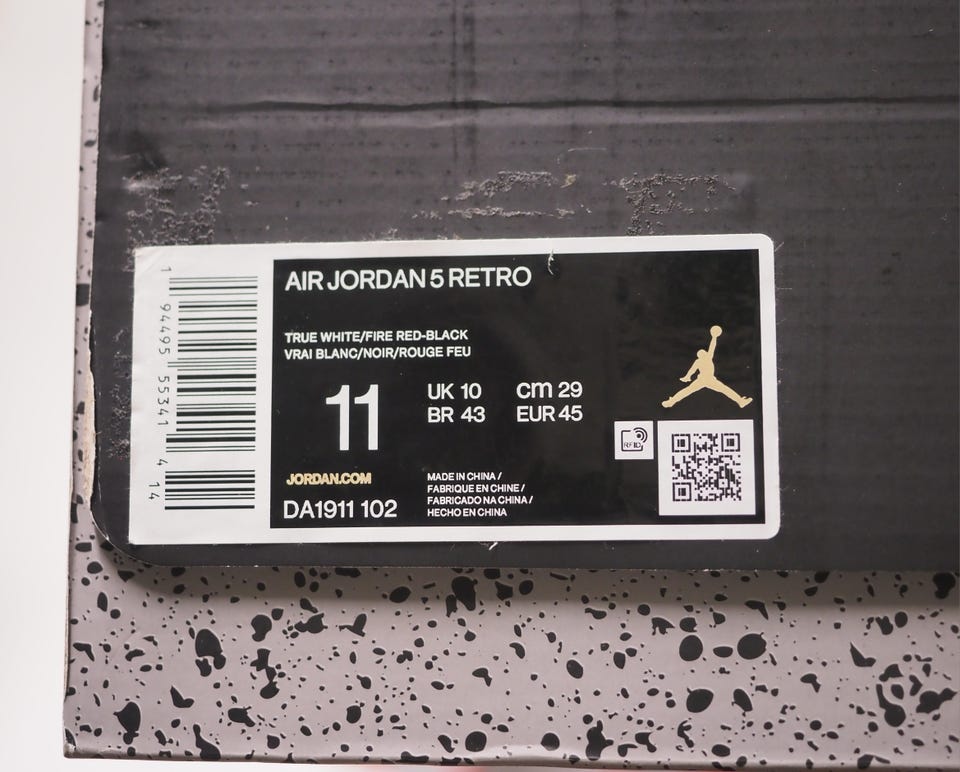 1 94495 55341 4 14
AIR JORDAN 5 RETRO
TRUE WHITE/FIRE RED-BLACK
VRAI BLANC/NOIR/ROUGE FEU
11
UK 10 cm 29
BR 43 EUR 45
RFID
JORDAN.COM
DA1911 102
MADE IN CHINA /
FABRIQUE EN CHINE /
FABRICADO NA CHINA /
HECHO EN CHINA